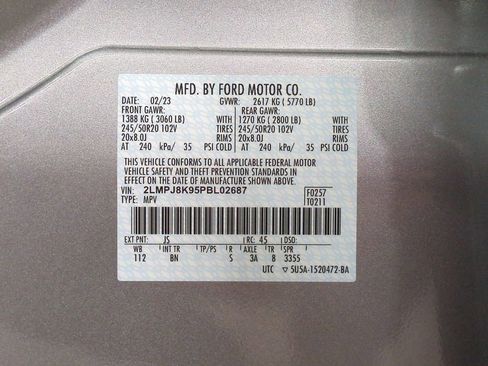 MFD. BY FORD MOTOR CO.
DATE: 02/23 GVWR: 2617 KG ( 5770 LB)
FRONT GAWR: REAR GAWR:
1388 KG ( 3060 LB) WITH 1270 KG ( 2800 LB) WITH
245/50R20 102V TIRES 245/50R20 102V TIRES
20x8.0J RIMS 20x8.0J RIMS
AT 240 kPa/ 35 PSI COLD AT 240 kPa/ 35 PSI COLD
THIS VEHICLE CONFORMS TO ALL APPLICABLE FEDERAL MOTOR
VEHICLE SAFETY AND THEFT PREVENTION STANDARDS IN
EFFECT ON THE DATE OF MANUFACTURE SHOWN ABOVE.
VIN: 2LMPJ8K95PBL02687 F0257
TYPE: MPV T0211
EXT PNT: JS RC: 45 DSO:
WB INT TR TP/PS R AXLE TR SPR
112 BN S 3A 8 3355
UTC ▽ 5U5A-1520472-BA